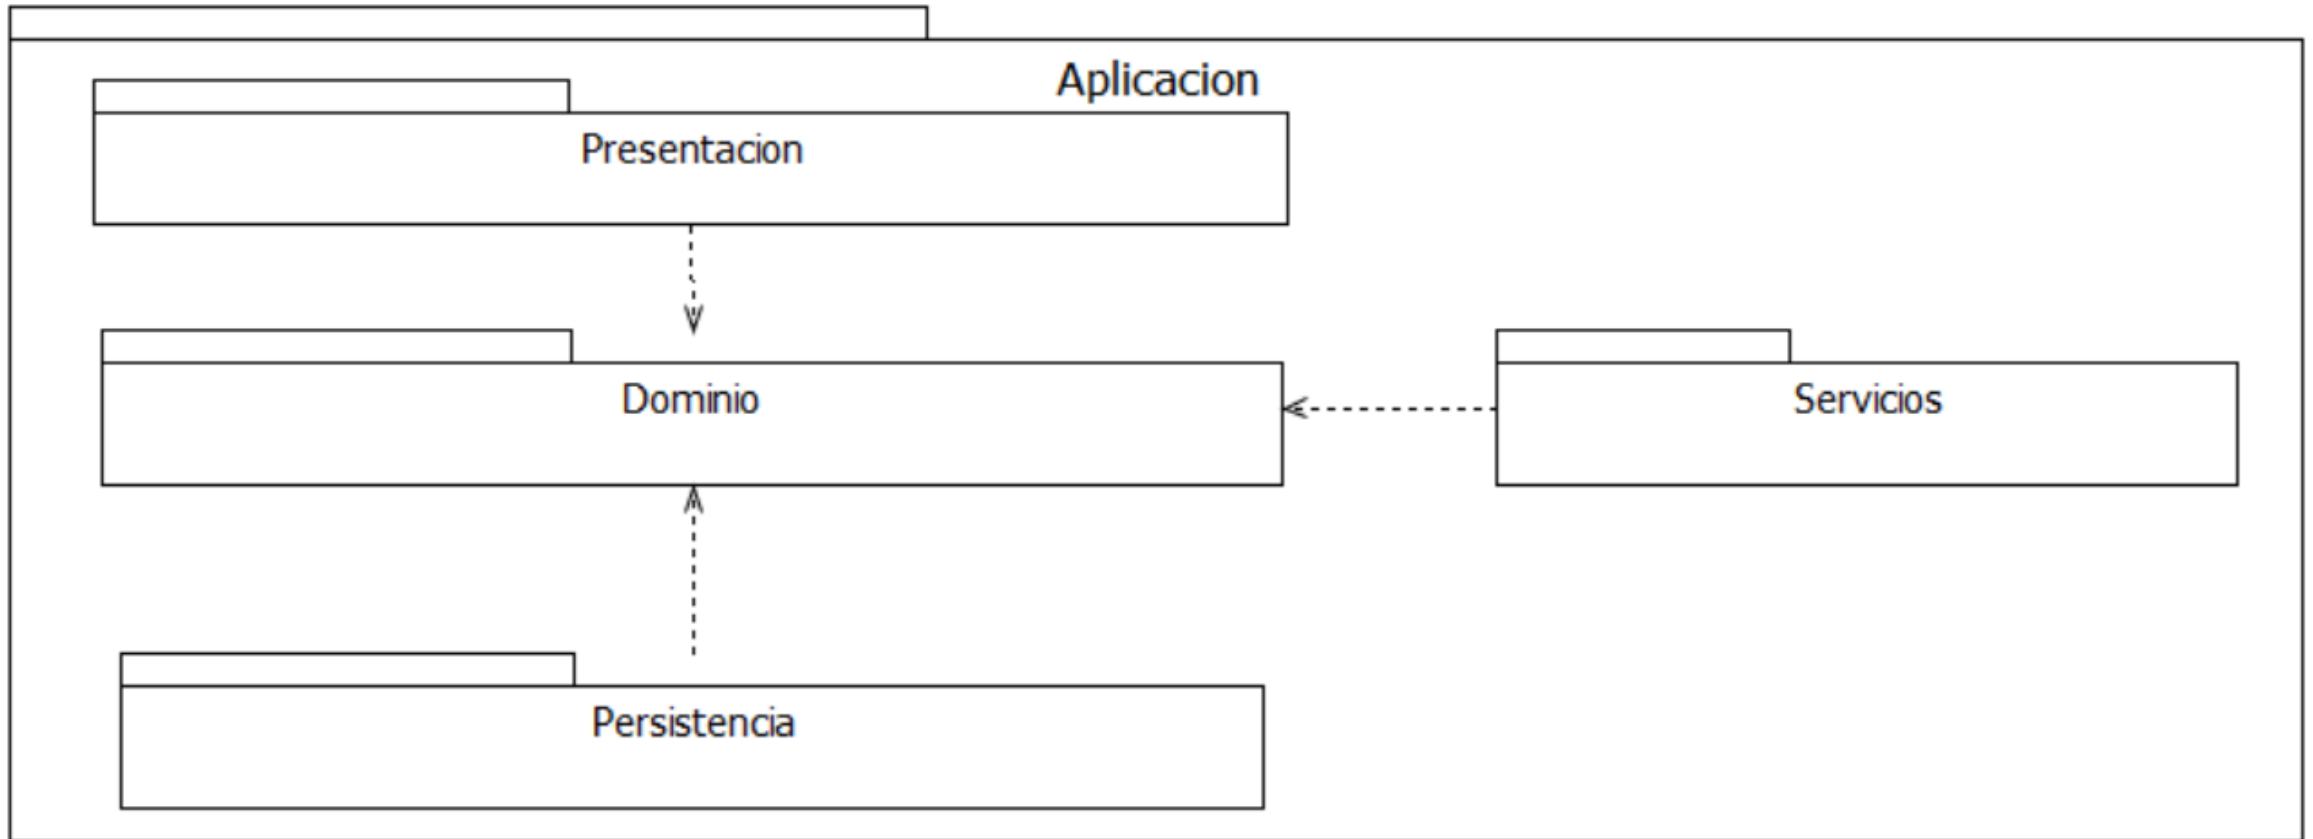 Aplicacion
Presentacion
Dominio
Servicios
Persistencia